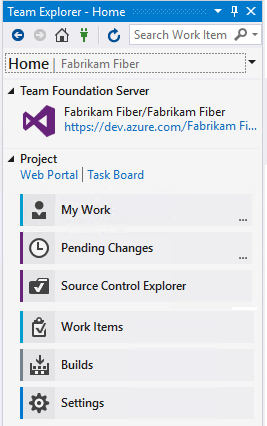 Team Explorer - Home
Search Work Item
Home | Fabrikam Fiber
Team Foundation Server
Fabrikam Fiber/Fabrikam Fiber
https://dev.azure.com/Fabrikam Fi...
Project
Web Portal | Task Board
My Work
...
Pending Changes
...
Source Control Explorer
Work Items
Builds
Settings